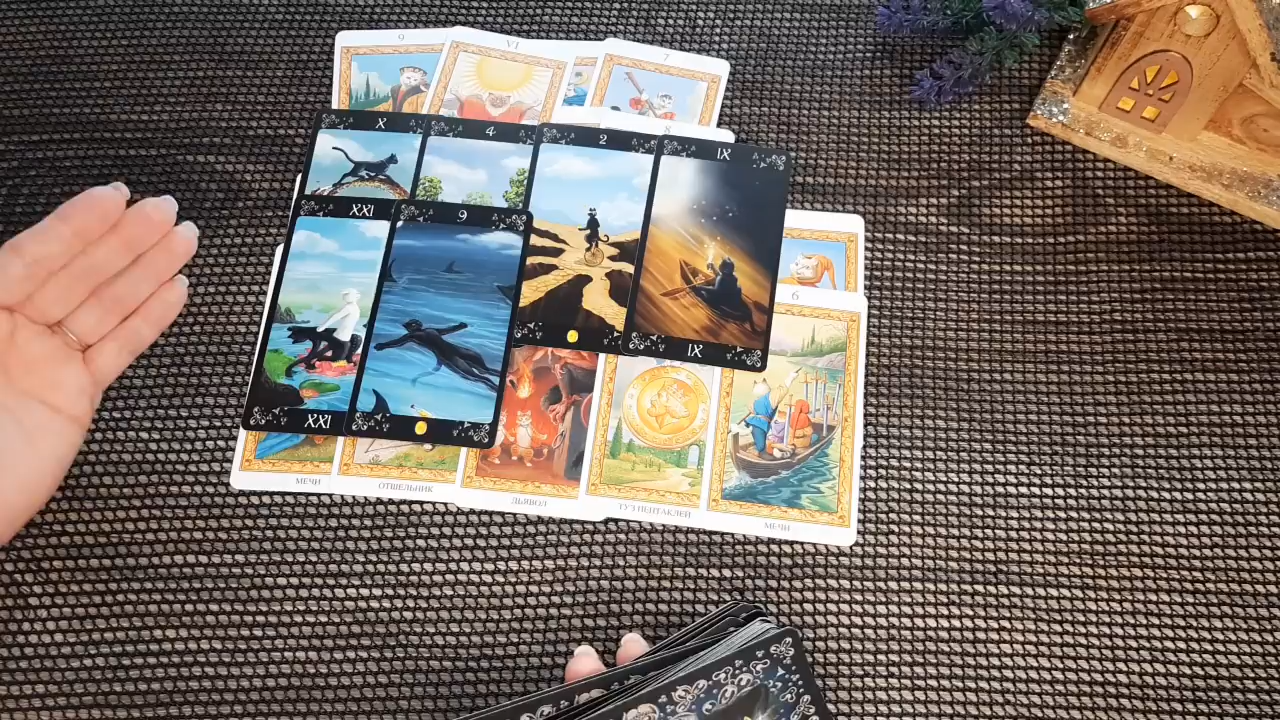 9
VI
7
8
X
4
2
IX
XXI
9
6
XXI
IX
МЕЧИ
ОТШЕЛЬНИК
ДЬЯВОЛ
ТУЗ ПЕНТАКЛЕЙ
МЕЧИ